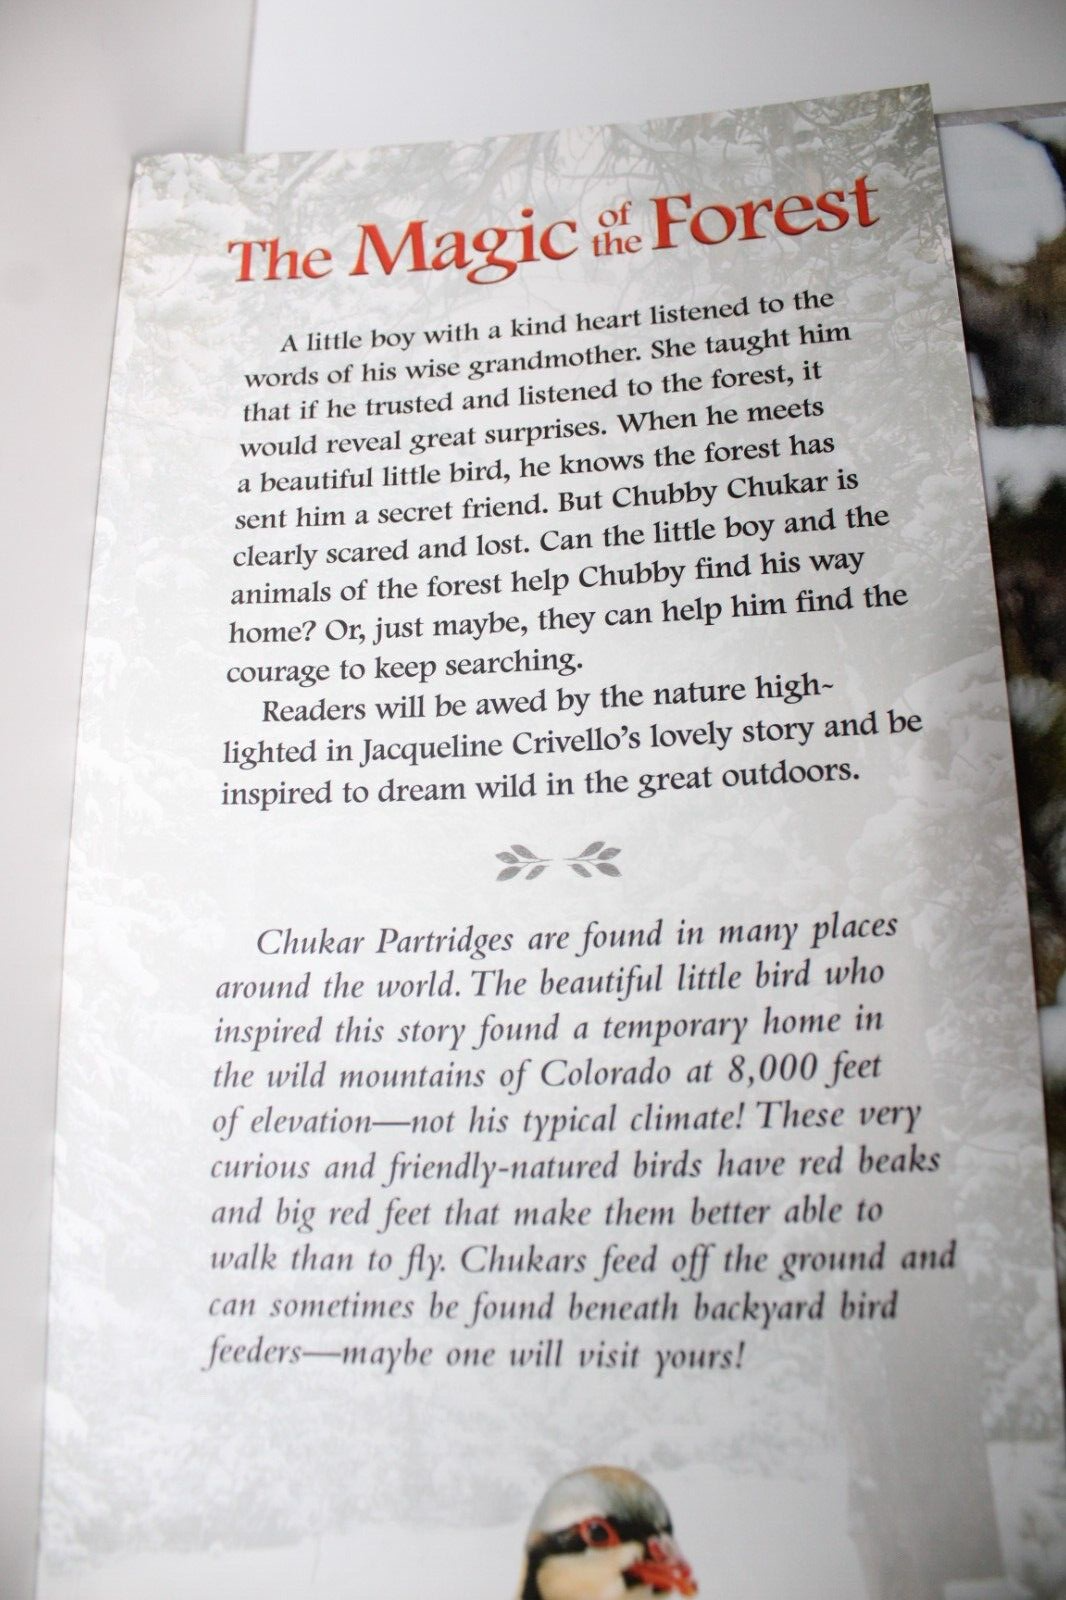 The Magic of the Forest
A little boy with a kind heart listened to the
words of his wise grandmother. She taught him
that if he trusted and listened to the forest, it
would reveal great surprises. When he meets
a beautiful little bird, he knows the forest has
sent him a secret friend. But Chubby Chukar is
clearly scared and lost. Can the little boy and the
animals of the forest help Chubby find his way
home? Or, just maybe, they can help him find the
courage to keep searching.
Readers will be awed by the nature high-
lighted in Jacqueline Crivello's lovely story and be
inspired to dream wild in the great outdoors.
Chukar Partridges are found in many places
around the world. The beautiful little bird who
inspired this story found a temporary home in
the wild mountains of Colorado at 8,000 feet
of elevation—not his typical climate! These very
curious and friendly-natured birds have red beaks
and big red feet that make them better able to
walk than to fly. Chukars feed off the ground and
can sometimes be found beneath backyard bird
feeders—maybe one will visit yours!